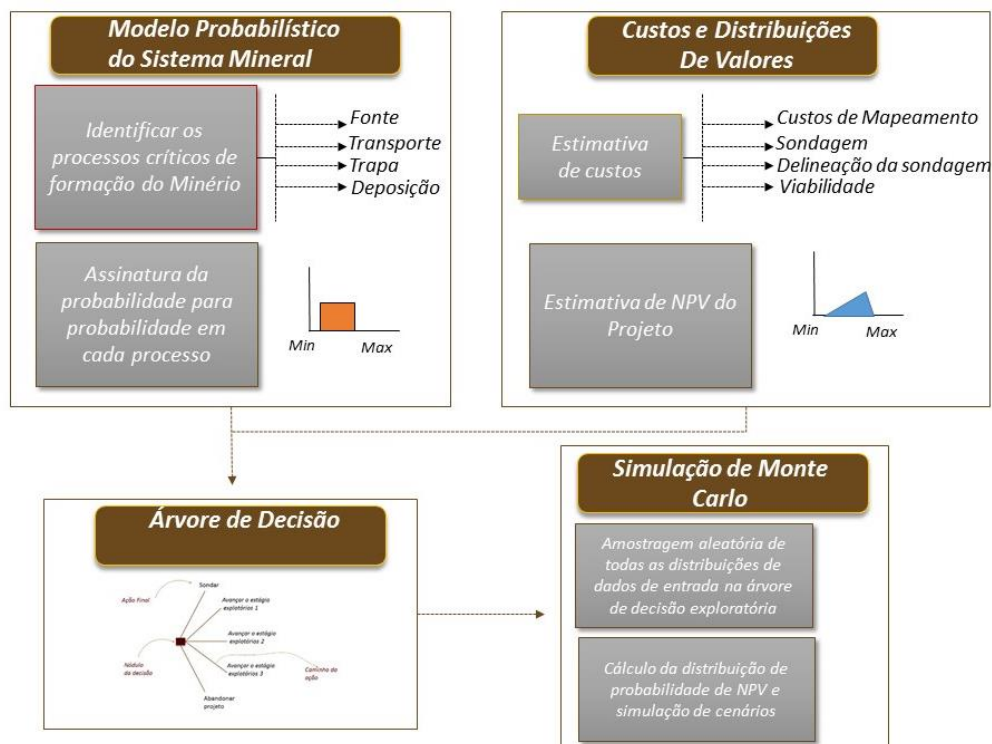 Modelo Probabilístico
do Sistema Mineral
Identificar os
processos críticos de
formação do Minério
Fonte
Transporte
Trapa
Deposição
Assinatura da
probabilidade para
probabilidade em
cada processo
Min
Max
Custos e Distribuições
De Valores
Estimativa
de custos
Custos de Mapeamento
Sondagem
Delineação da sondagem
Viabilidade
Estimativa de NPV do
Projeto
Min
Max
Árvore de Decisão
Sondar
Ação Final
Avançar o estágio
explotatórios 1
Avançar o estágio
explotatórios 2
Avançar o estágio
explotatórios 3
Nódulo
da decisão
Caminho da
ação
Abandonar
projeto
Simulação de Monte
Carlo
Amostragem aleatória de
todas as distribuições de
dados de entrada na árvore
de decisão exploratória
Cálculo da distribuição de
probabilidade de NPV e
simulação de cenários